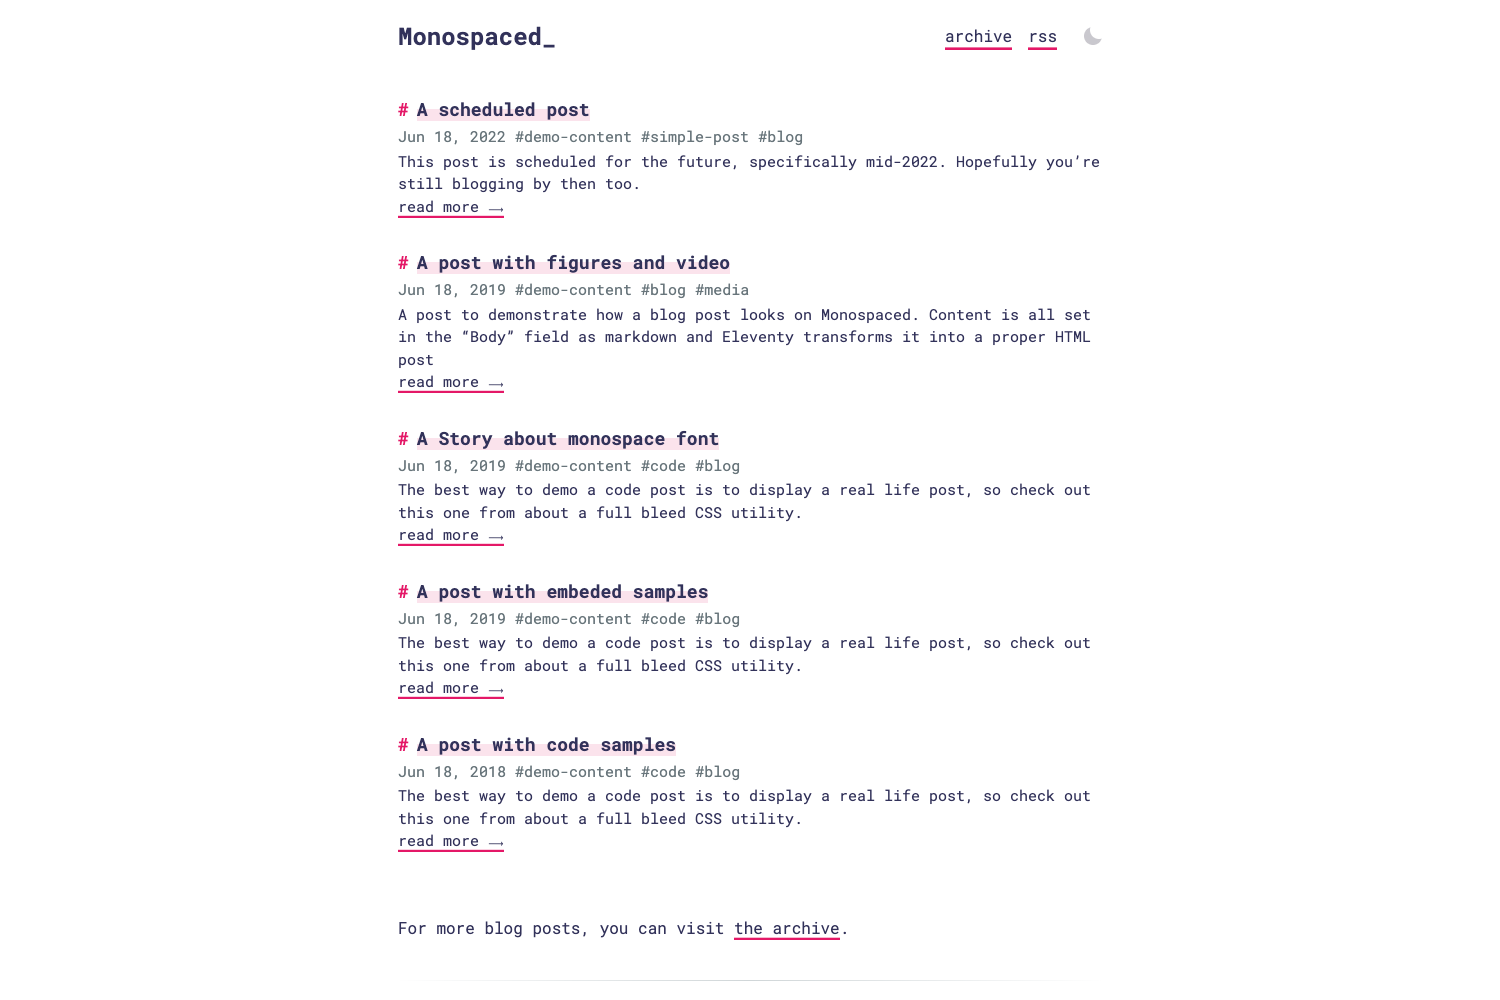 Monospaced_
archive rss
# A scheduled post
Jun 18, 2022 #demo-content #simple-post #blog
This post is scheduled for the future, specifically mid-2022. Hopefully you’re
still blogging by then too.
read more ⟶
# A post with figures and video
Jun 18, 2019 #demo-content #blog #media
A post to demonstrate how a blog post looks on Monospaced. Content is all set
in the “Body” field as markdown and Eleventy transforms it into a proper HTML
post
read more ⟶
# A Story about monospace font
Jun 18, 2019 #demo-content #code #blog
The best way to demo a code post is to display a real life post, so check out
this one from about a full bleed CSS utility.
read more ⟶
# A post with embeded samples
Jun 18, 2019 #demo-content #code #blog
The best way to demo a code post is to display a real life post, so check out
this one from about a full bleed CSS utility.
read more ⟶
# A post with code samples
Jun 18, 2018 #demo-content #code #blog
The best way to demo a code post is to display a real life post, so check out
this one from about a full bleed CSS utility.
read more ⟶
For more blog posts, you can visit the archive.